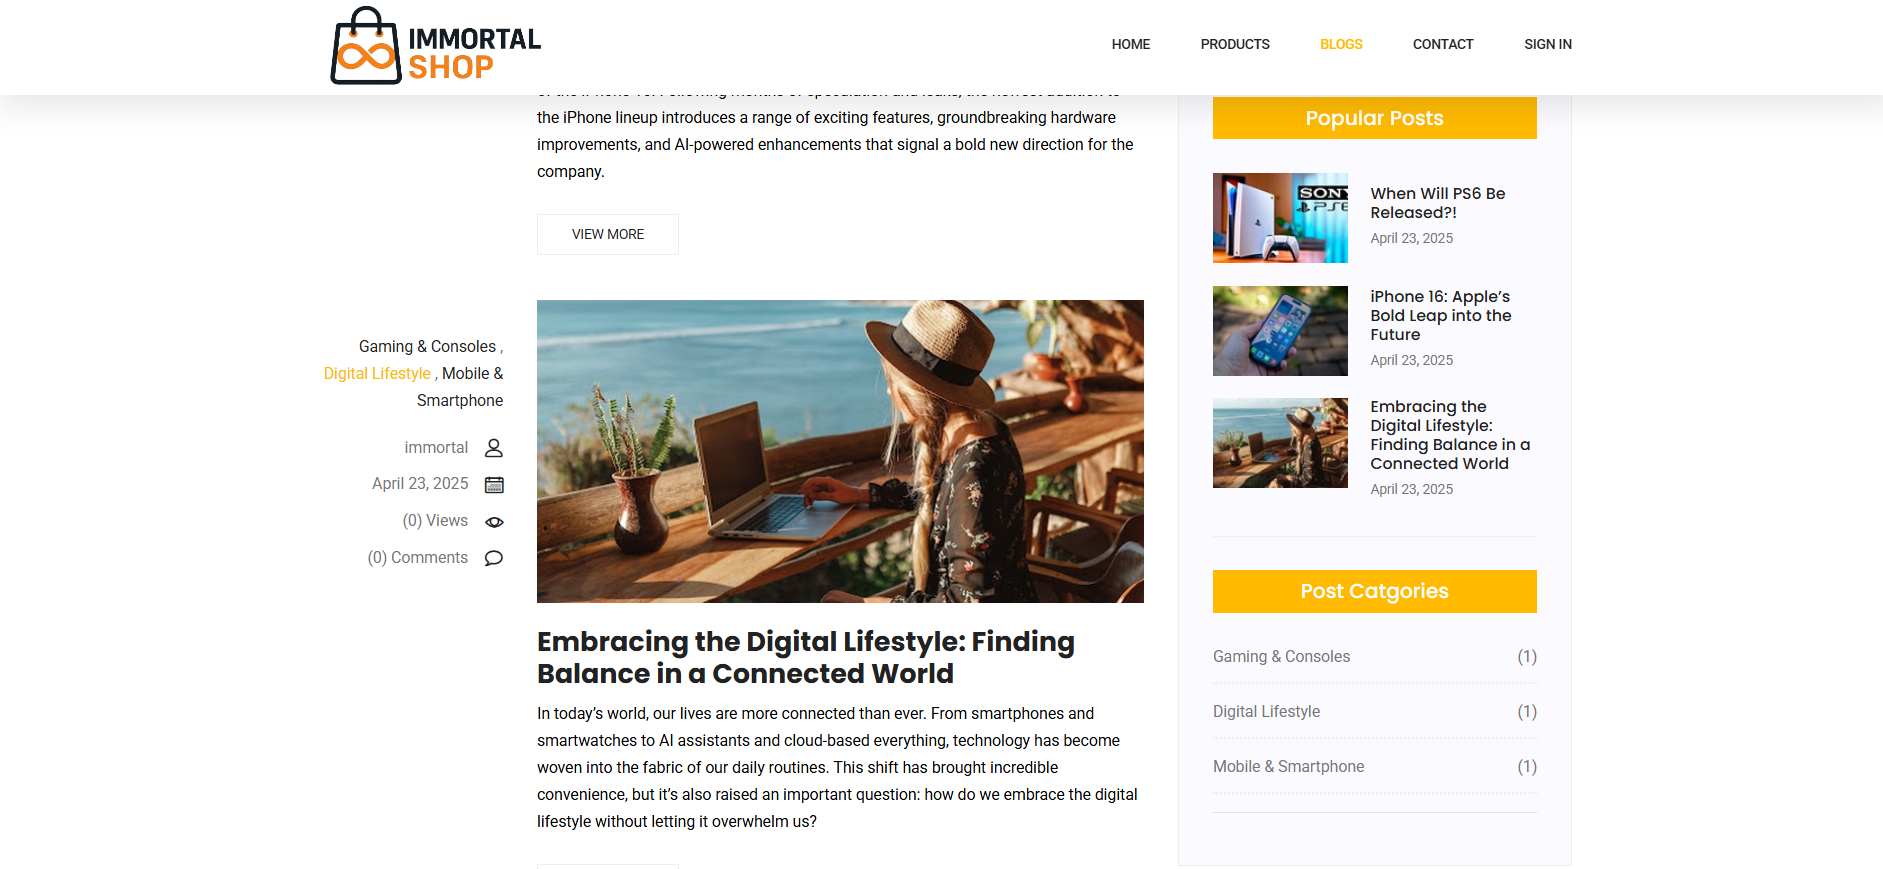 IMMORTAL
SHOP
HOME
PRODUCTS
BLOGS
CONTACT
SIGN IN
the iPhone lineup introduces a range of exciting features, groundbreaking hardware
improvements, and AI-powered enhancements that signal a bold new direction for the
company.
VIEW MORE
Gaming & Consoles ,
Digital Lifestyle , Mobile &
Smartphone
immortal
April 23, 2025
(0) Views
(0) Comments
Embracing the Digital Lifestyle: Finding
Balance in a Connected World
In today’s world, our lives are more connected than ever. From smartphones and
smartwatches to AI assistants and cloud-based everything, technology has become
woven into the fabric of our daily routines. This shift has brought incredible
convenience, but it’s also raised an important question: how do we embrace the digital
lifestyle without letting it overwhelm us?
Popular Posts
SONY
PS6
When Will PS6 Be
Released?!
April 23, 2025
iPhone 16: Apple’s
Bold Leap into the
Future
April 23, 2025
Embracing the
Digital Lifestyle:
Finding Balance in a
Connected World
April 23, 2025
Post Catgories
Gaming & Consoles (1)
Digital Lifestyle (1)
Mobile & Smartphone (1)